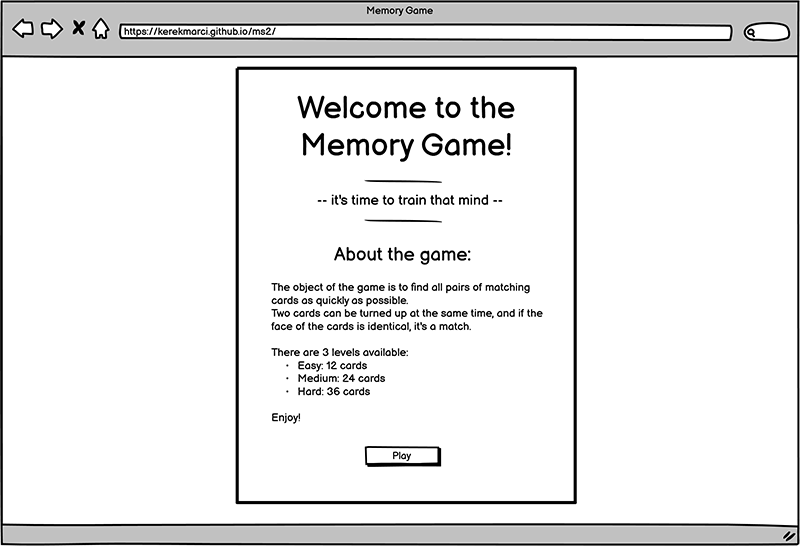 Memory Game
https://kerekmarci.github.io/ms2/
Welcome to the
Memory Game!
-- it's time to train that mind --
About the game:
The object of the game is to find all pairs of matching
cards as quickly as possible.
Two cards can be turned up at the same time, and if the
face of the cards is identical, it's a match.
There are 3 levels available:
• Easy: 12 cards
• Medium: 24 cards
• Hard: 36 cards
Enjoy!
Play